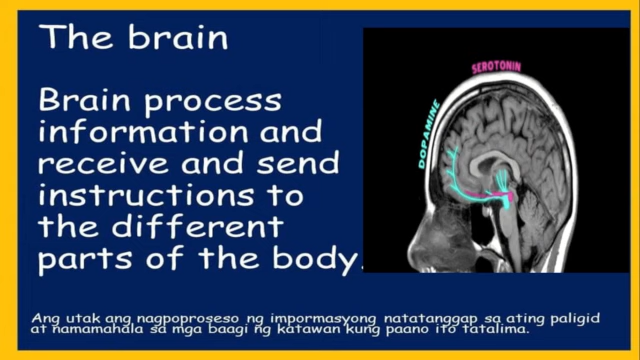 The brain
Brain process
information and
receive and send
instructions to
the different
parts of the body.
SEROTONIN
DOPAMINE
Ang utak ang nagpoproseso ng impormasyong natatanggap sa ating paligid
at namamahala sa mga baagi ng katawan kung paano ito tatalima.